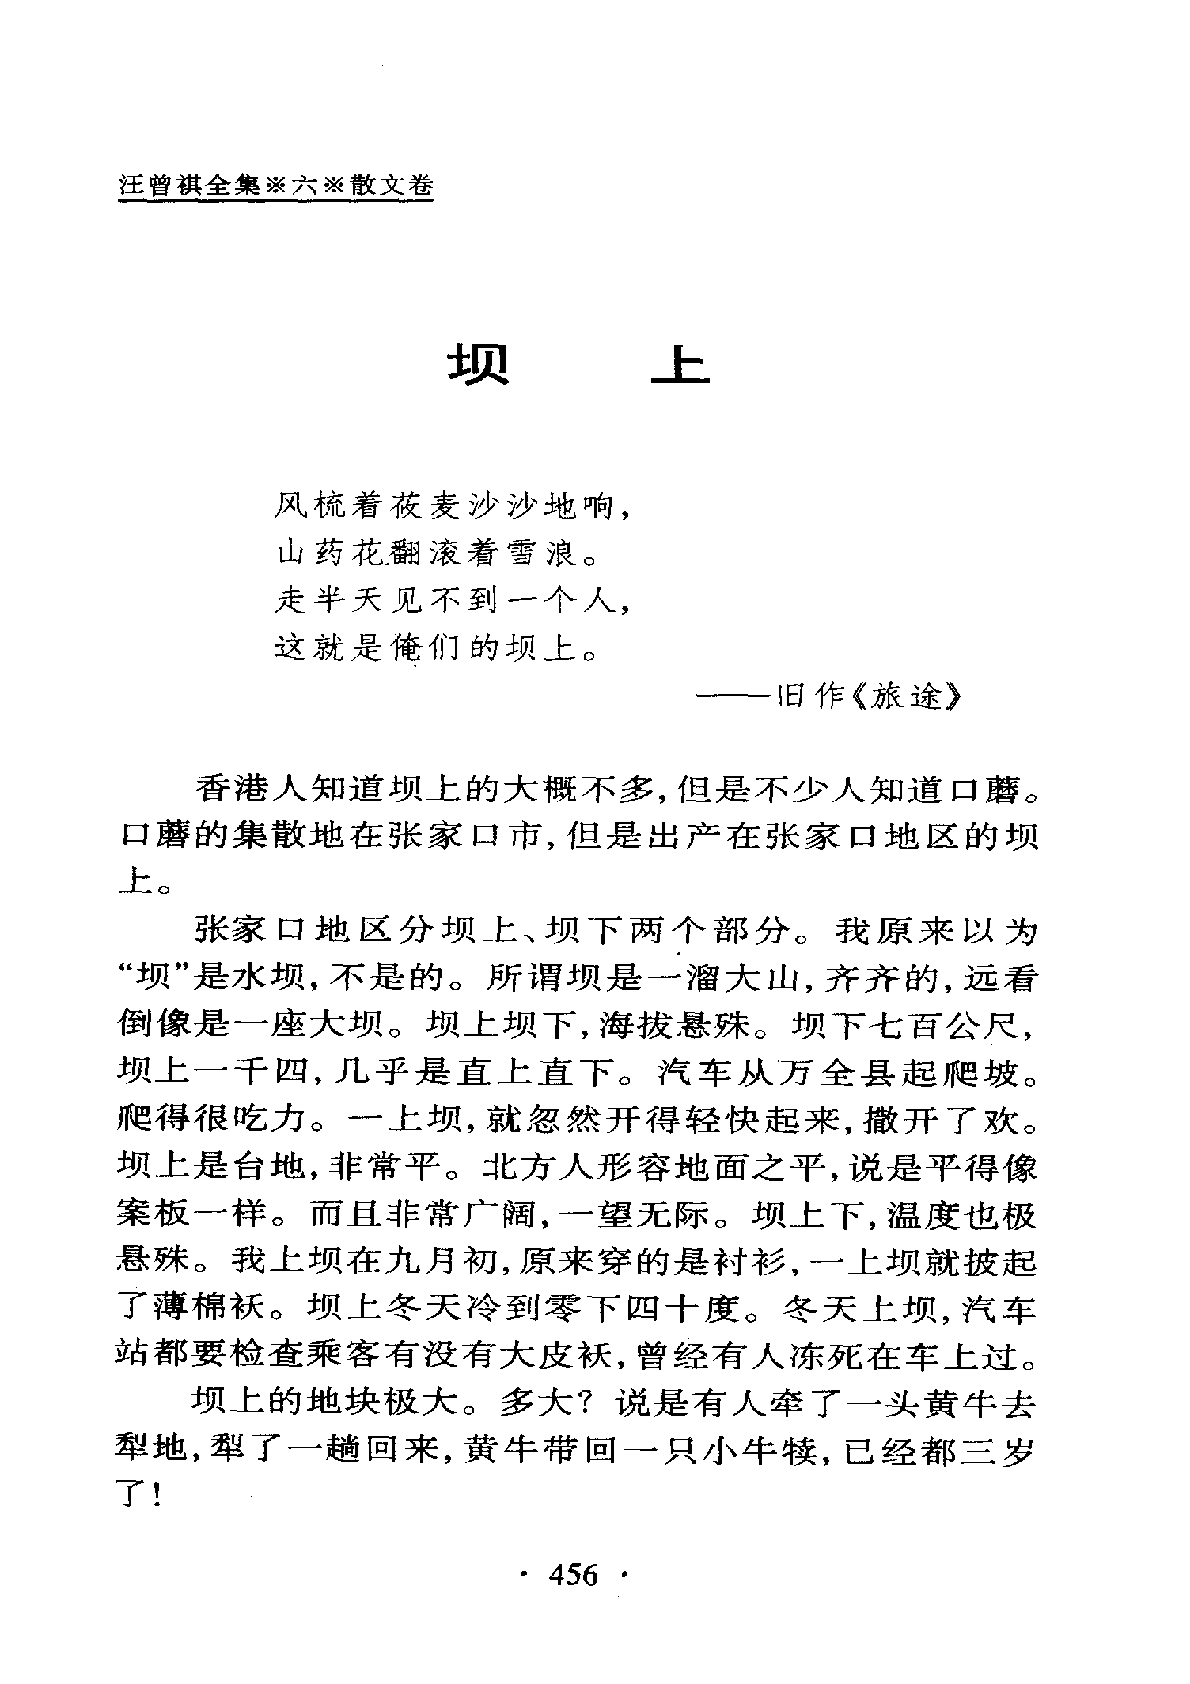 汪曾祺全集※六※散文卷
坝 上
风梳着莜麦沙沙地响，
山药花翻滚着雪浪。
走半天见不到一个人，
这就是俺们的坝上。
——旧作《旅途》
香港人知道坝上的大概不多，但是不少人知道口蘑。
口蘑的集散地在张家口市，但是出产在张家口地区的坝
上。
张家口地区分坝上、坝下两个部分。我原来以为
“坝”是水坝，不是的。所谓坝是一溜大山，齐齐的，远看
倒像是一座大坝。坝上坝下，海拔悬殊。坝下七百公尺，
坝上一千四，几乎是直上直下。汽车从万全县起爬坡。
爬得很吃力。一上坝，就忽然开得轻快起来，撒开了欢。
坝上是台地，非常平。北方人形容地面之平，说是平得像
案板一样。而且非常广阔，一望无际。坝上下，温度也极
悬殊。我上坝在九月初，原来穿的是衬衫，一上坝就披起
了薄棉袄。坝上冬天冷到零下四十度。冬天上坝，汽车
站都要检查乘客有没有大皮袄，曾经有人冻死在车上过。
坝上的地块极大。多大？说是有人牵了一头黄牛去
犁地，犁了一趟回来，黄牛带回一只小牛犊，已经都三岁
了！
· 456 ·